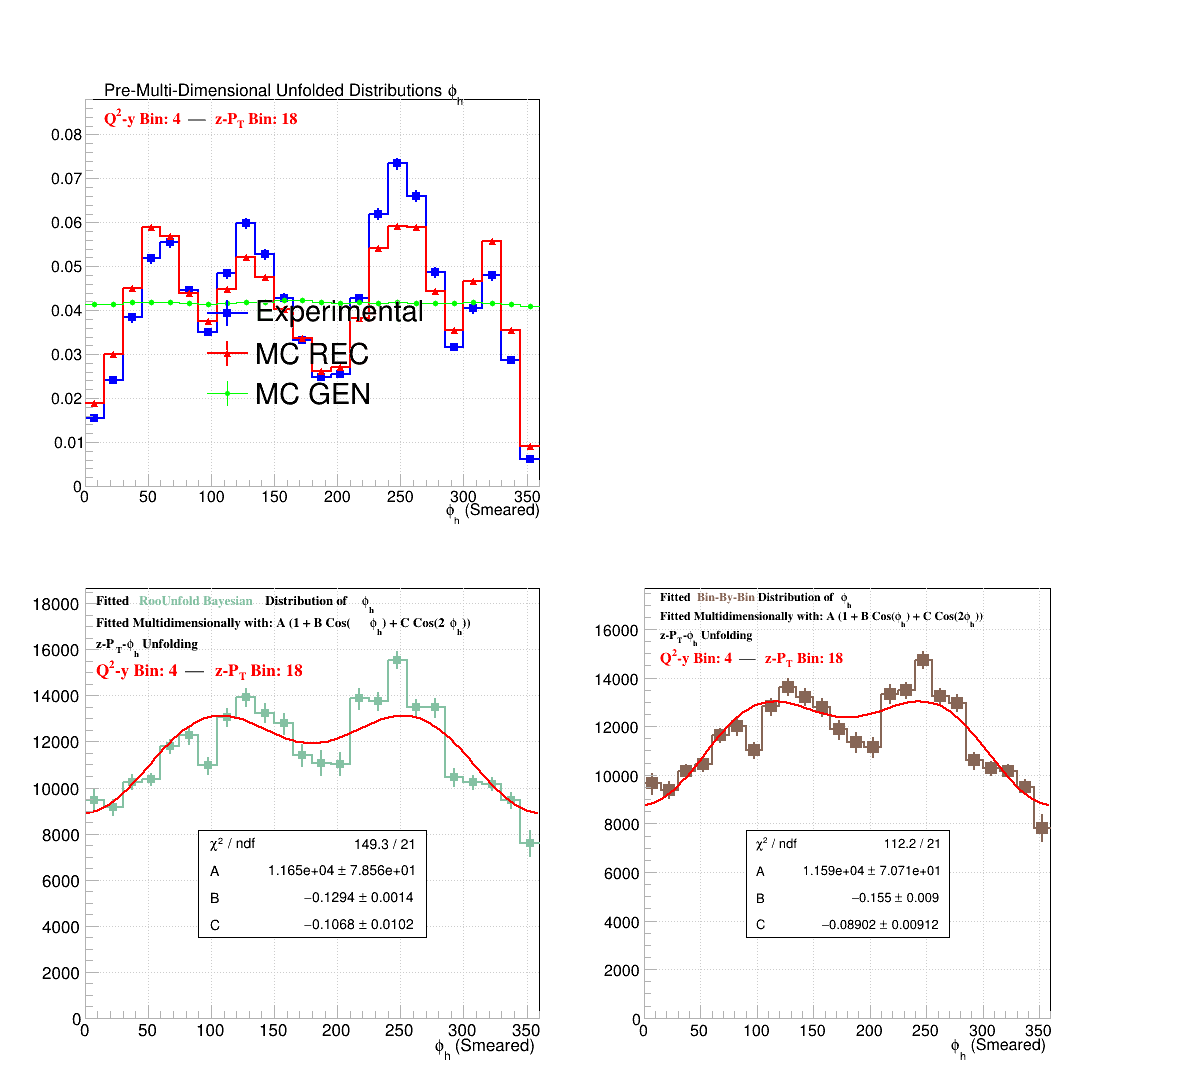 Pre-Multi-Dimensional Unfolded Distributions ϕh
Q²-y Bin: 4 — z-PT Bin: 18
0.08
0.07
0.06
0.05
0.04
0.03
0.02
0.01
0
Experimental
MC REC
MC GEN
0 50 100 150 200 250 300 350
ϕh (Smeared)
Fitted RooUnfold Bayesian Distribution of ϕh
Fitted Multidimensionally with: A (1 + B Cos( ϕh) + C Cos(2 ϕh))
z-PT-ϕh Unfolding
Q²-y Bin: 4 — z-PT Bin: 18
18000
16000
14000
12000
10000
8000
6000
4000
2000
0
χ² / ndf 149.3 / 21
A 1.165e+04 ± 7.856e+01
B −0.1294 ± 0.0014
C −0.1068 ± 0.0102
0 50 100 150 200 250 300 350
ϕh (Smeared)
Fitted Bin-By-Bin Distribution of ϕh
Fitted Multidimensionally with: A (1 + B Cos(ϕh) + C Cos(2ϕh))
z-PT-ϕh Unfolding
Q²-y Bin: 4 — z-PT Bin: 18
16000
14000
12000
10000
8000
6000
4000
2000
0
χ² / ndf 112.2 / 21
A 1.159e+04 ± 7.071e+01
B −0.155 ± 0.009
C −0.08902 ± 0.00912
0 50 100 150 200 250 300 350
ϕh (Smeared)